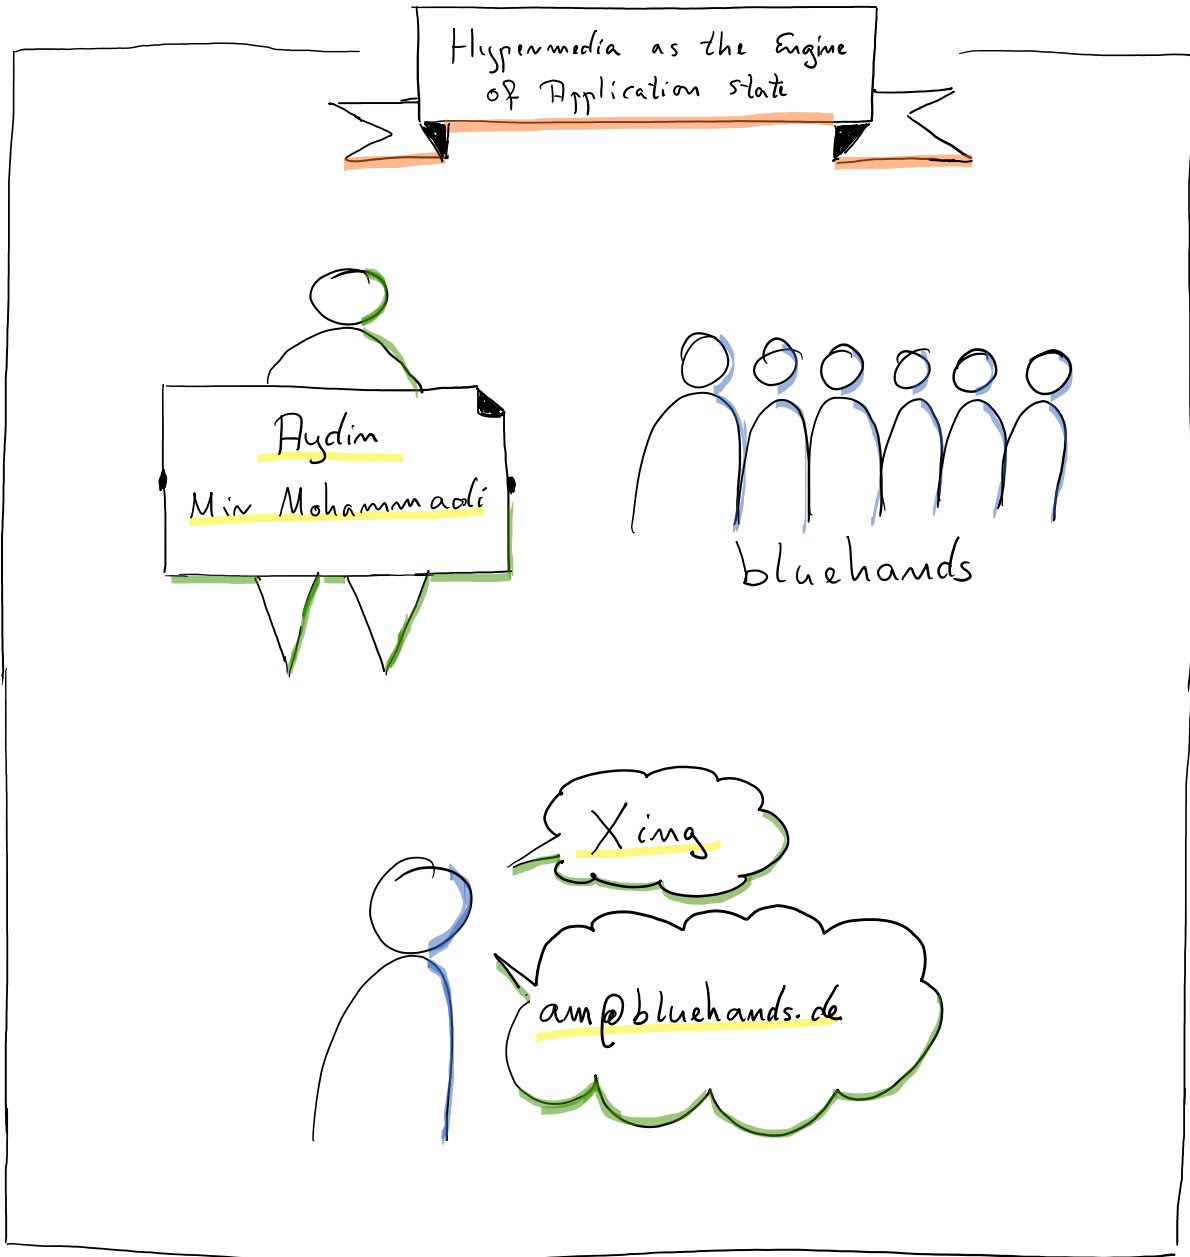 Hypermedia as the Engine
of Application state
Aydin
Mir Mohammadi
bluehands
Xing
am@bluehands.de